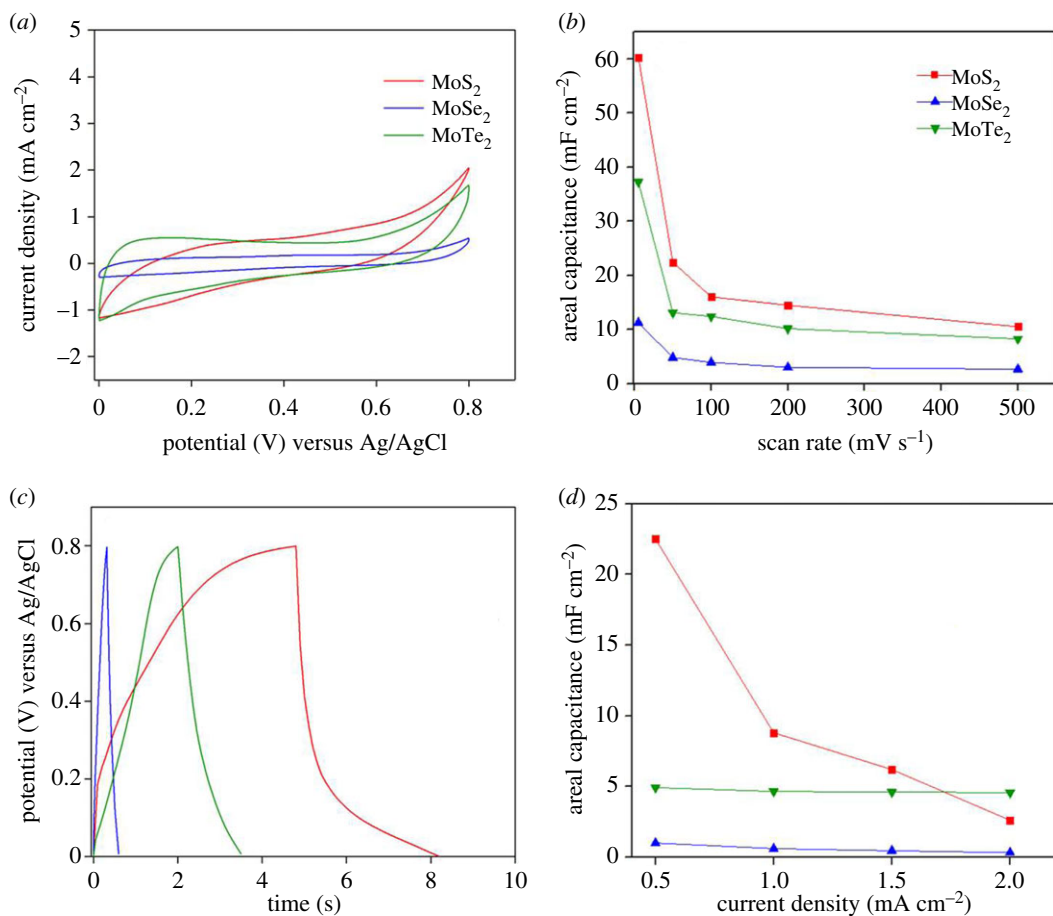 (a)
5
4
3
2
1
0
−1
−2
current density (mA cm⁻²)
MoS₂
MoSe₂
MoTe₂
0
0.2
0.4
0.6
0.8
potential (V) versus Ag/AgCl
(b)
60
50
40
30
20
10
0
areal capacitance (mF cm⁻²)
MoS₂
MoSe₂
MoTe₂
0
100
200
300
400
500
scan rate (mV s⁻¹)
(c)
0.8
0.6
0.4
0.2
0
potential (V) versus Ag/AgCl
0
2
4
6
8
10
time (s)
(d)
25
20
15
10
5
0
areal capacitance (mF cm⁻²)
0.5
1.0
1.5
2.0
current density (mA cm⁻²)